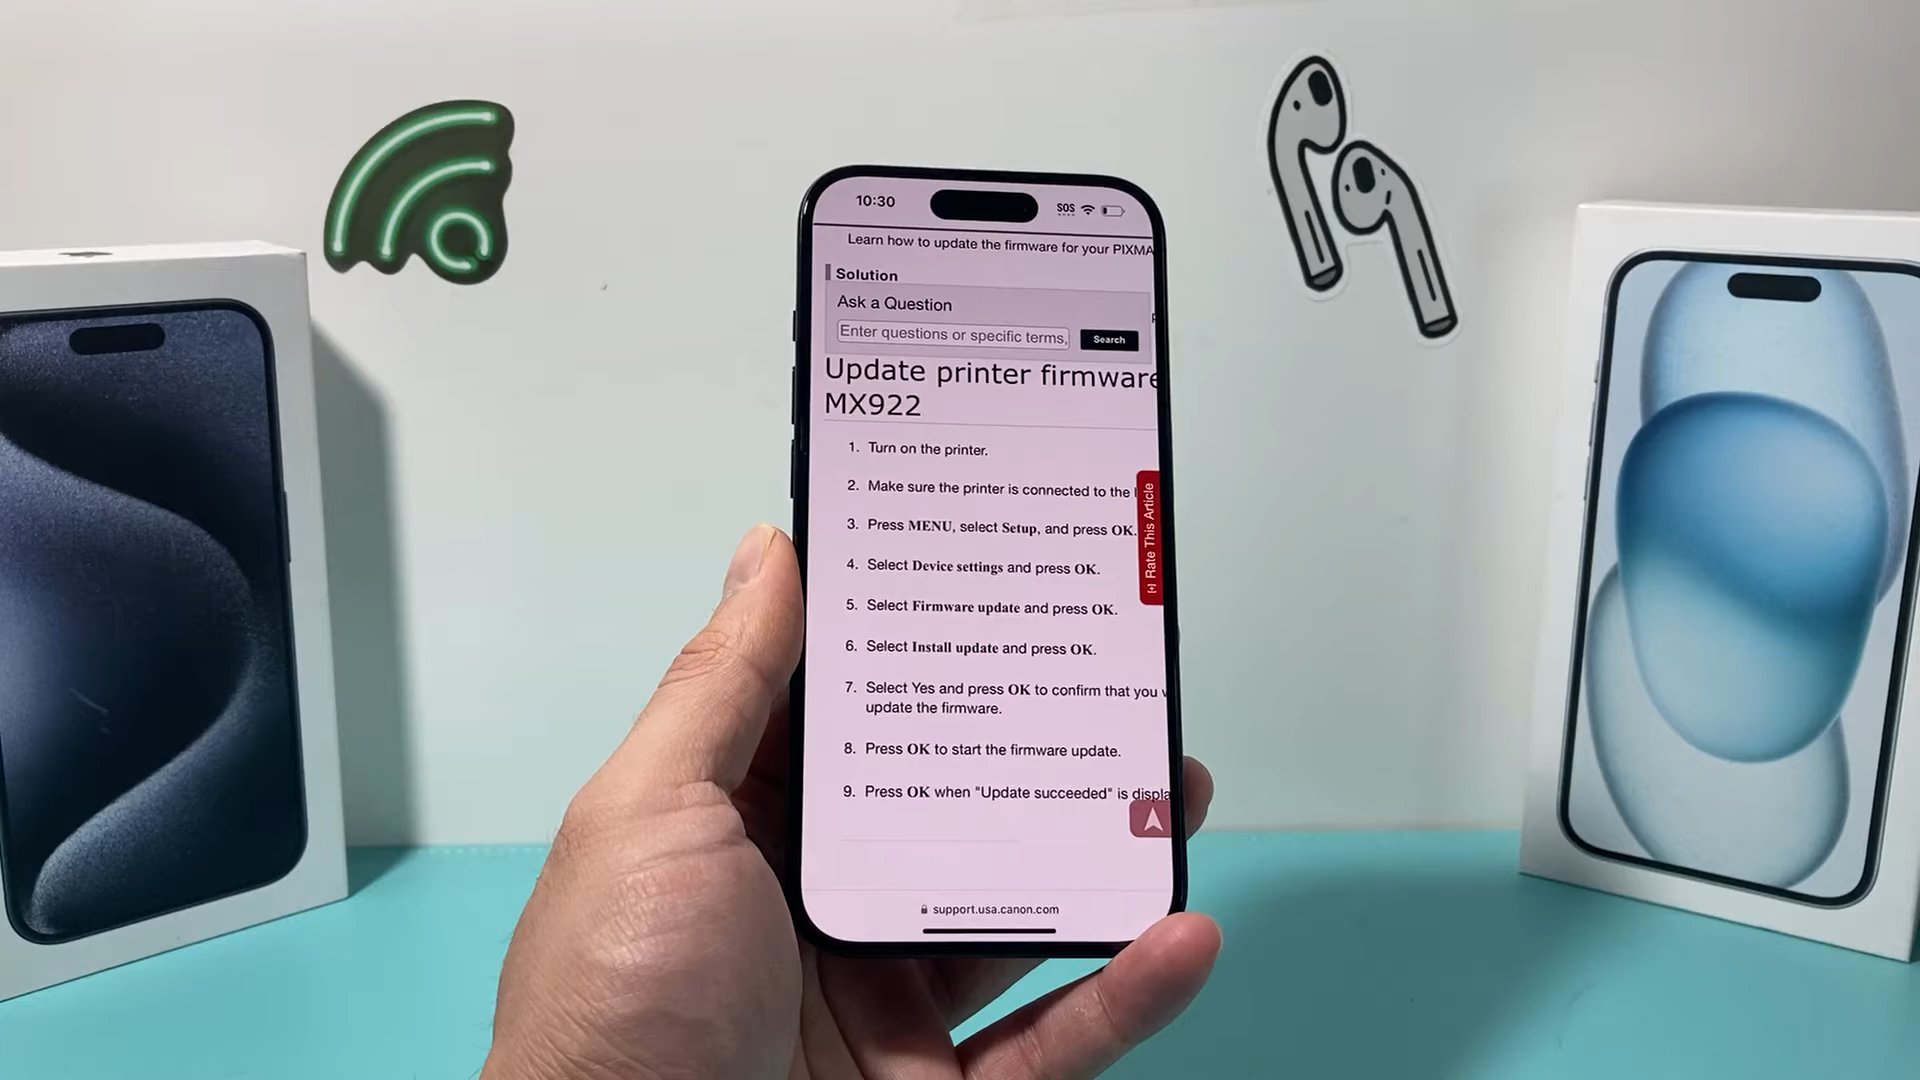 10:30
SOS
Learn how to update the firmware for your PIXMA
Solution
Ask a Question
Enter questions or specific terms,
Search
Update printer firmware
MX922
1. Turn on the printer.
2. Make sure the printer is connected to the
3. Press MENU, select Setup, and press OK.
[+] Rate This Article
4. Select Device settings and press OK.
5. Select Firmware update and press OK.
6. Select Install update and press OK.
7. Select Yes and press OK to confirm that you
update the firmware.
8. Press OK to start the firmware update.
9. Press OK when "Update succeeded" is displa
support.usa.canon.com